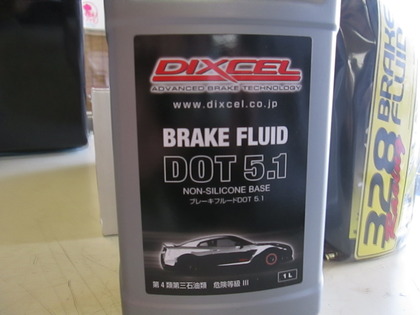 DIXCEL
ADVANCED BRAKE TECHNOLOGY
www.dixcel.co.jp
BRAKE FLUID
DOT 5.1
NON-SILICONE BASE
ブレーキフルードDOT 5.1
1L
第4類第三石油類 危険等級 III
BRAKE
FLUID
328
Racing